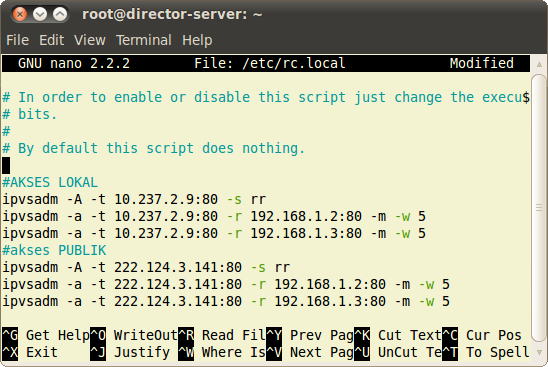 root@director-server: ~
File Edit View Terminal Help
GNU nano 2.2.2 File: /etc/rc.local Modified
# In order to enable or disable this script just change the execu$
# bits.
#
# By default this script does nothing.
#AKSES LOKAL
ipvsadm -A -t 10.237.2.9:80 -s rr
ipvsadm -a -t 10.237.2.9:80 -r 192.168.1.2:80 -m -w 5
ipvsadm -a -t 10.237.2.9:80 -r 192.168.1.3:80 -m -w 5
#akses PUBLIK
ipvsadm -A -t 222.124.3.141:80 -s rr
ipvsadm -a -t 222.124.3.141:80 -r 192.168.1.2:80 -m -w 5
ipvsadm -a -t 222.124.3.141:80 -r 192.168.1.3:80 -m -w 5
^G Get Help^O WriteOut^R Read Fil^Y Prev Pag^K Cut Text^C Cur Pos
^X Exit ^J Justify ^W Where Is^V Next Pag^U UnCut Te^T To Spell